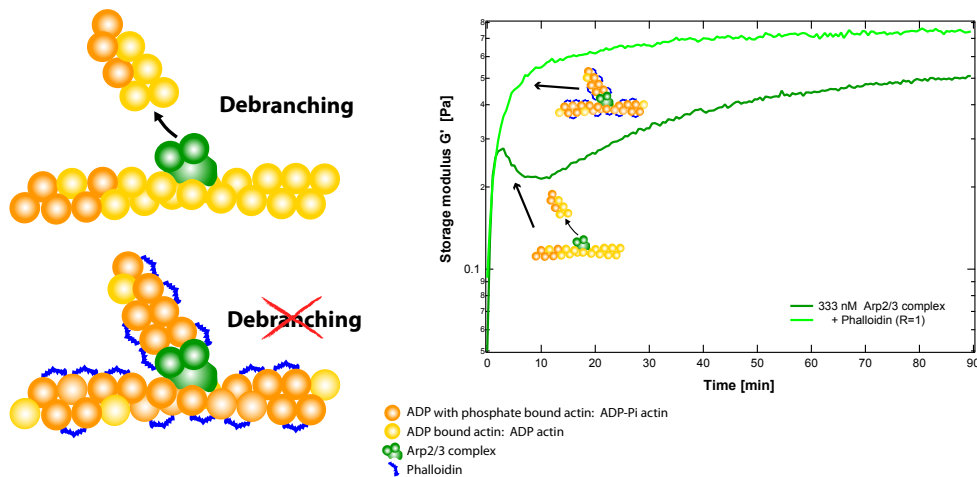 Debranching
Debranching
Storage modulus G' [Pa]
7
6
5
4
3
2
0.1
9
8
7
6
5
0
10
20
30
40
50
60
70
80
90
Time [min]
333 nM Arp2/3 complex
+ Phalloidin (R=1)
ADP with phosphate bound actin: ADP-Pi actin
ADP bound actin: ADP actin
Arp2/3 complex
Phalloidin